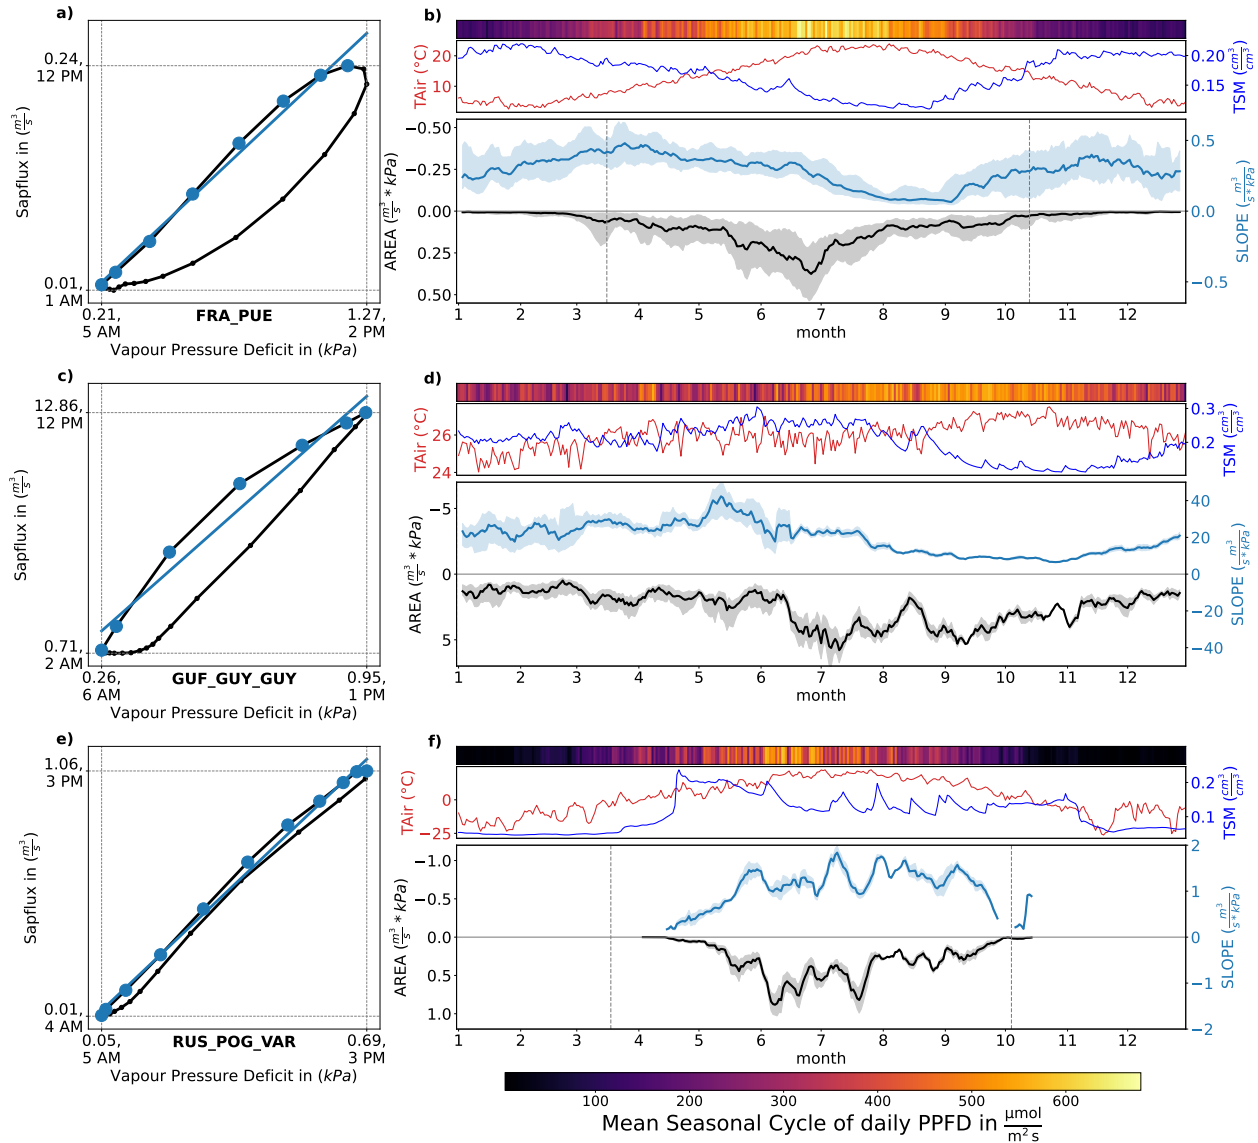 a)
0.24,
12 PM
Sapflux in (m³/s)
0.01,
1 AM
0.21,
5 AM
FRA_PUE
1.27,
2 PM
Vapour Pressure Deficit in (kPa)
b)
TAir (°C)
20
10
0.20
0.15
TSM (cm³/cm³)
AREA (m³/s * kPa)
−0.50
−0.25
0.00
0.25
0.50
0.5
0.0
−0.5
SLOPE (m³/s*kPa)
1 2 3 4 5 6 7 8 9 10 11 12
month
c)
12.86,
12 PM
Sapflux in (m³/s)
0.71,
2 AM
0.26,
6 AM
GUF_GUY_GUY
0.95,
1 PM
Vapour Pressure Deficit in (kPa)
d)
TAir (°C)
26
24
0.3
0.2
TSM (cm³/cm³)
AREA (m³/s * kPa)
−5
0
5
40
20
0
−20
−40
SLOPE (m³/s*kPa)
1 2 3 4 5 6 7 8 9 10 11 12
month
e)
1.06,
3 PM
Sapflux in (m³/s)
0.01,
4 AM
0.05,
5 AM
RUS_POG_VAR
0.69,
3 PM
Vapour Pressure Deficit in (kPa)
f)
TAir (°C)
0
−25
0.2
0.1
TSM (cm³/cm³)
AREA (m³/s * kPa)
−1.0
−0.5
0.0
0.5
1.0
2
1
0
−1
−2
SLOPE (m³/s*kPa)
1 2 3 4 5 6 7 8 9 10 11 12
month
100 200 300 400 500 600
Mean Seasonal Cycle of daily PPFD in μmol/m² s